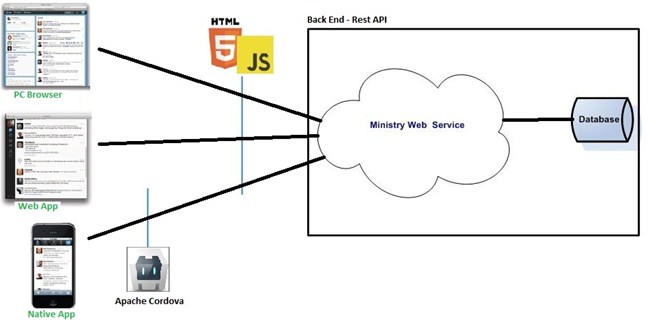 HTML
5
JS
Back End - Rest API
PC Browser
Ministry Web  Service
Database
Web App
Apache Cordova
Native App